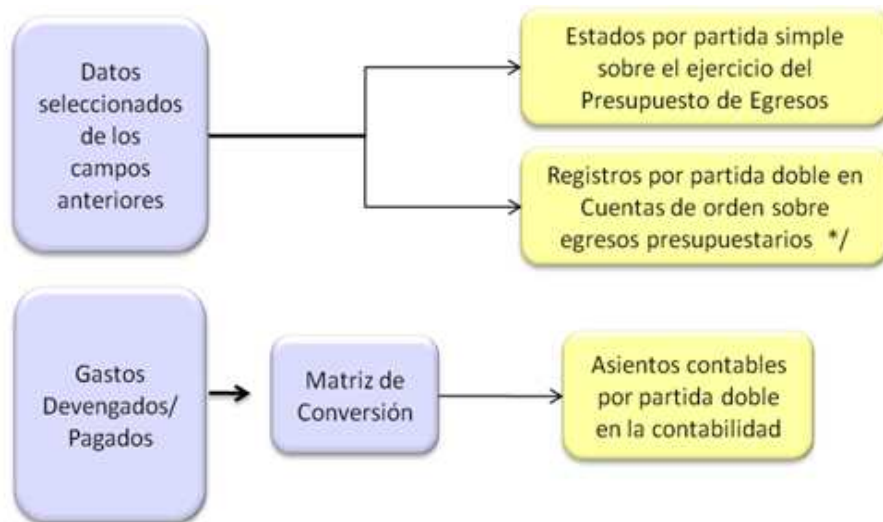 Datos
seleccionados
de los
campos
anteriores
Estados por partida simple
sobre el ejercicio del
Presupuesto de Egresos
Registros por partida doble en
Cuentas de orden sobre
egresos presupuestarios */
Gastos
Devengados/
Pagados
Matriz de
Conversión
Asientos contables
por partida doble
en la contabilidad